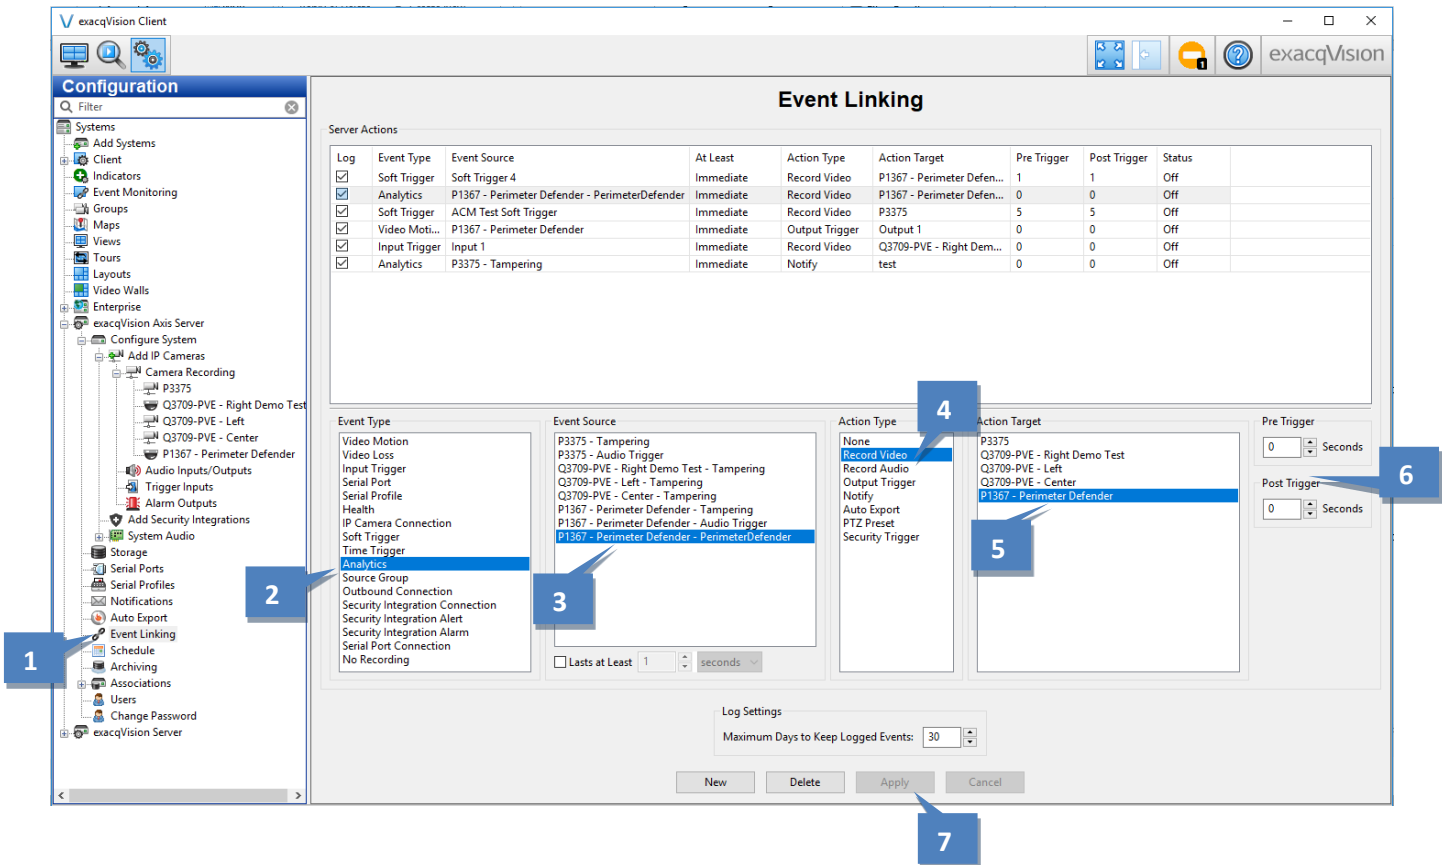 exacqVision Client
exacqVision
Configuration
Filter
Systems
Add Systems
Client
Indicators
Event Monitoring
Groups
Maps
Views
Tours
Layouts
Video Walls
Enterprise
exacqVision Axis Server
Configure System
Add IP Cameras
Camera Recording
P3375
Q3709-PVE - Right Demo Test
Q3709-PVE - Left
Q3709-PVE - Center
P1367 - Perimeter Defender
Audio Inputs/Outputs
Trigger Inputs
Alarm Outputs
Add Security Integrations
System Audio
Storage
Serial Ports
Serial Profiles
Notifications
Auto Export
Event Linking
Schedule
Archiving
Associations
Users
Change Password
exacqVision Server
Event Linking
Server Actions
Log Event Type Event Source At Least Action Type Action Target Pre Trigger Post Trigger Status
Soft Trigger Soft Trigger 4 Immediate Record Video P1367 - Perimeter Defen... 1 1 Off
Analytics P1367 - Perimeter Defender - PerimeterDefender Immediate Record Video P1367 - Perimeter Defen... 0 0 Off
Soft Trigger ACM Test Soft Trigger Immediate Record Video P3375 5 5 Off
Video Moti... P1367 - Perimeter Defender Immediate Output Trigger Output 1 0 0 Off
Input Trigger Input 1 Immediate Record Video Q3709-PVE - Right Dem... 0 0 Off
Analytics P3375 - Tampering Immediate Notify test 0 0 Off
Event Type
Video Motion
Video Loss
Input Trigger
Serial Port
Serial Profile
Health
IP Camera Connection
Soft Trigger
Time Trigger
Analytics
Source Group
Outbound Connection
Security Integration Connection
Security Integration Alert
Security Integration Alarm
Serial Port Connection
No Recording
Event Source
P3375 - Tampering
P3375 - Audio Trigger
Q3709-PVE - Right Demo Test - Tampering
Q3709-PVE - Left - Tampering
Q3709-PVE - Center - Tampering
P1367 - Perimeter Defender - Tampering
P1367 - Perimeter Defender - Audio Trigger
P1367 - Perimeter Defender - PerimeterDefender
Lasts at Least 1 seconds
Action Type
None
Record Video
Record Audio
Output Trigger
Notify
Auto Export
PTZ Preset
Security Trigger
Action Target
P3375
Q3709-PVE - Right Demo Test
Q3709-PVE - Left
Q3709-PVE - Center
P1367 - Perimeter Defender
Pre Trigger
0 Seconds
Post Trigger
0 Seconds
Log Settings
Maximum Days to Keep Logged Events: 30
New Delete Apply Cancel
1
2
3
4
5
6
7
1